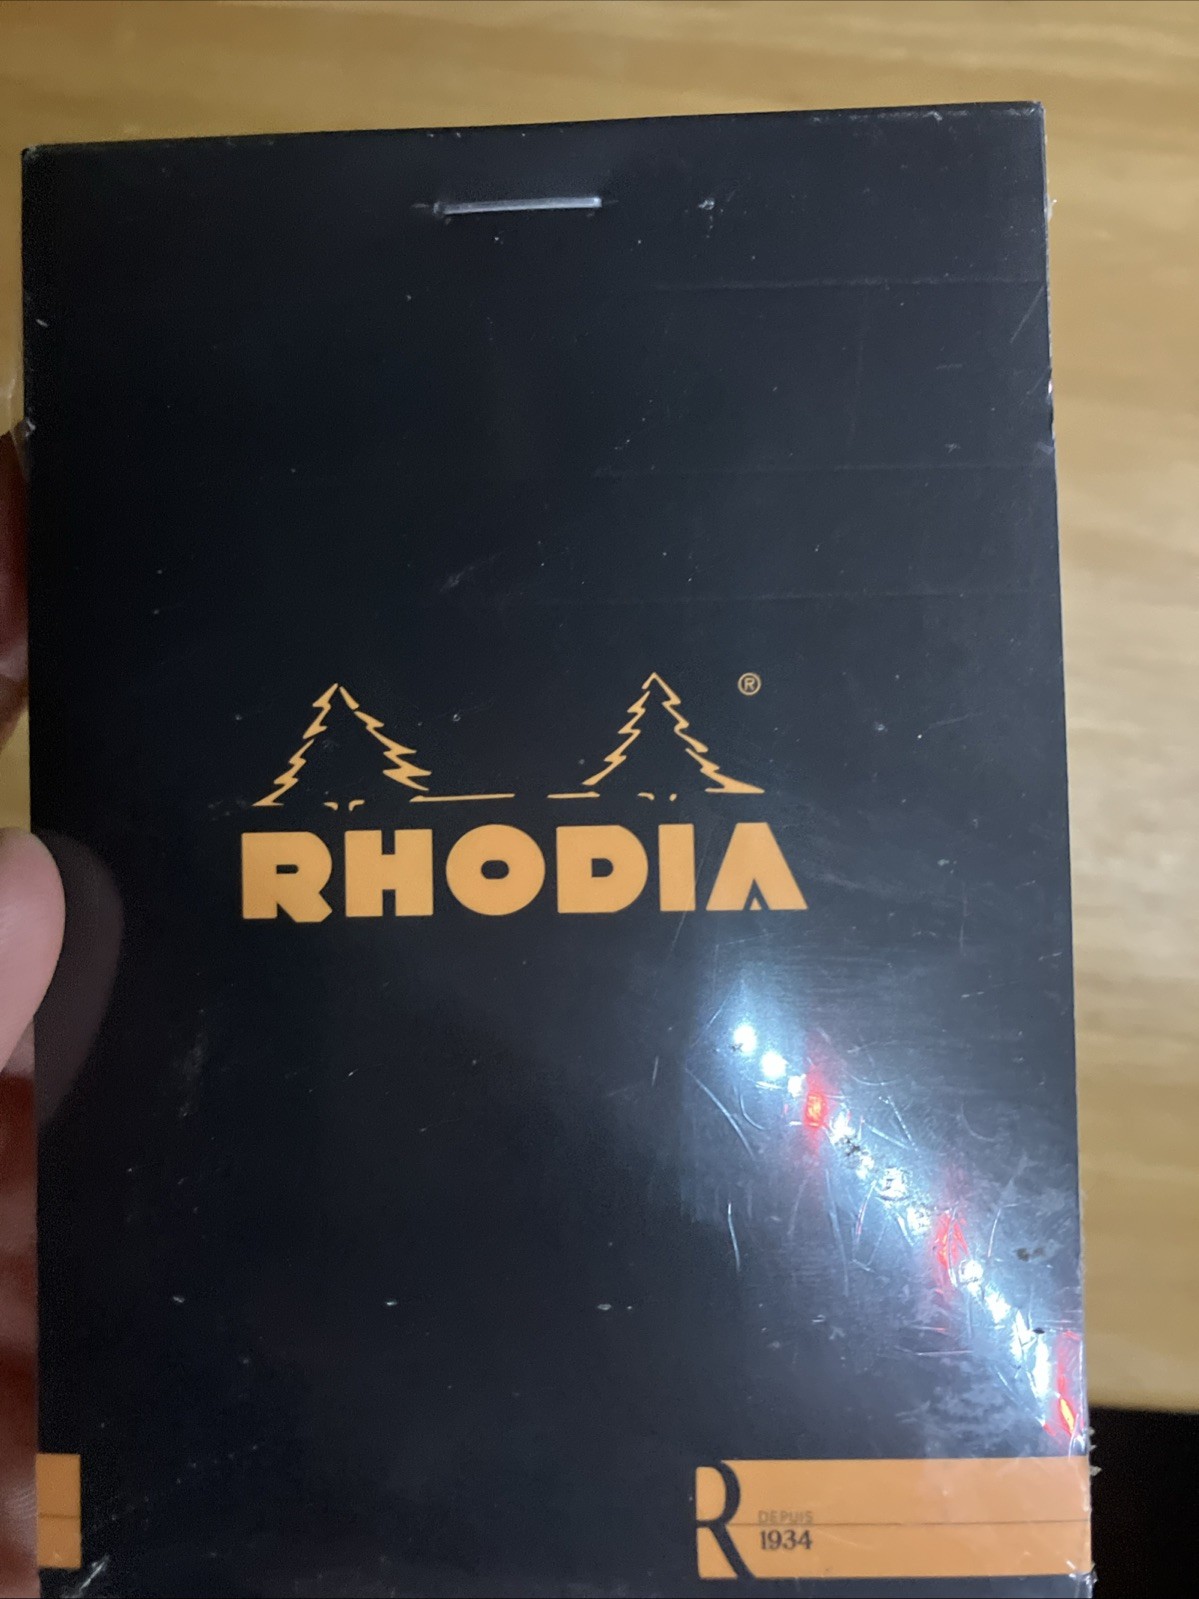 ®
RHODIA
R
DEPUIS
1934